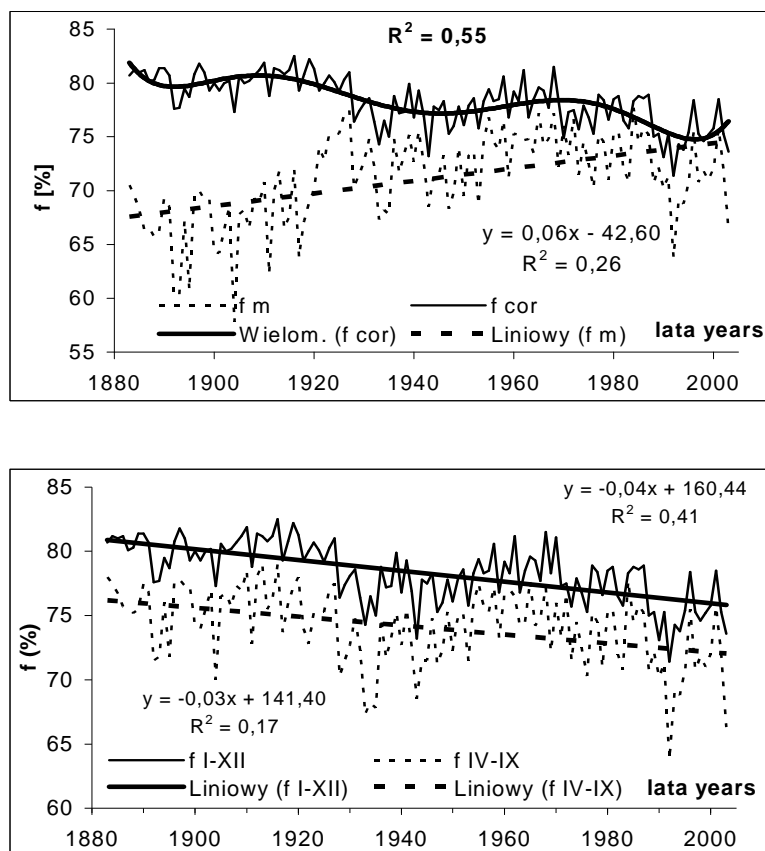 R² = 0,55
85
80
75
70
65
60
55
f [%]
y = 0,06x - 42,60
R² = 0,26
f m
f cor
Wielom. (f cor)
Liniowy (f m)
lata years
1880 1900 1920 1940 1960 1980 2000
85
80
75
70
65
60
f (%)
y = -0,04x + 160,44
R² = 0,41
y = -0,03x + 141,40
R² = 0,17
f I-XII
f IV-IX
Liniowy (f I-XII)
Liniowy (f IV-IX)
lata years
1880 1900 1920 1940 1960 1980 2000